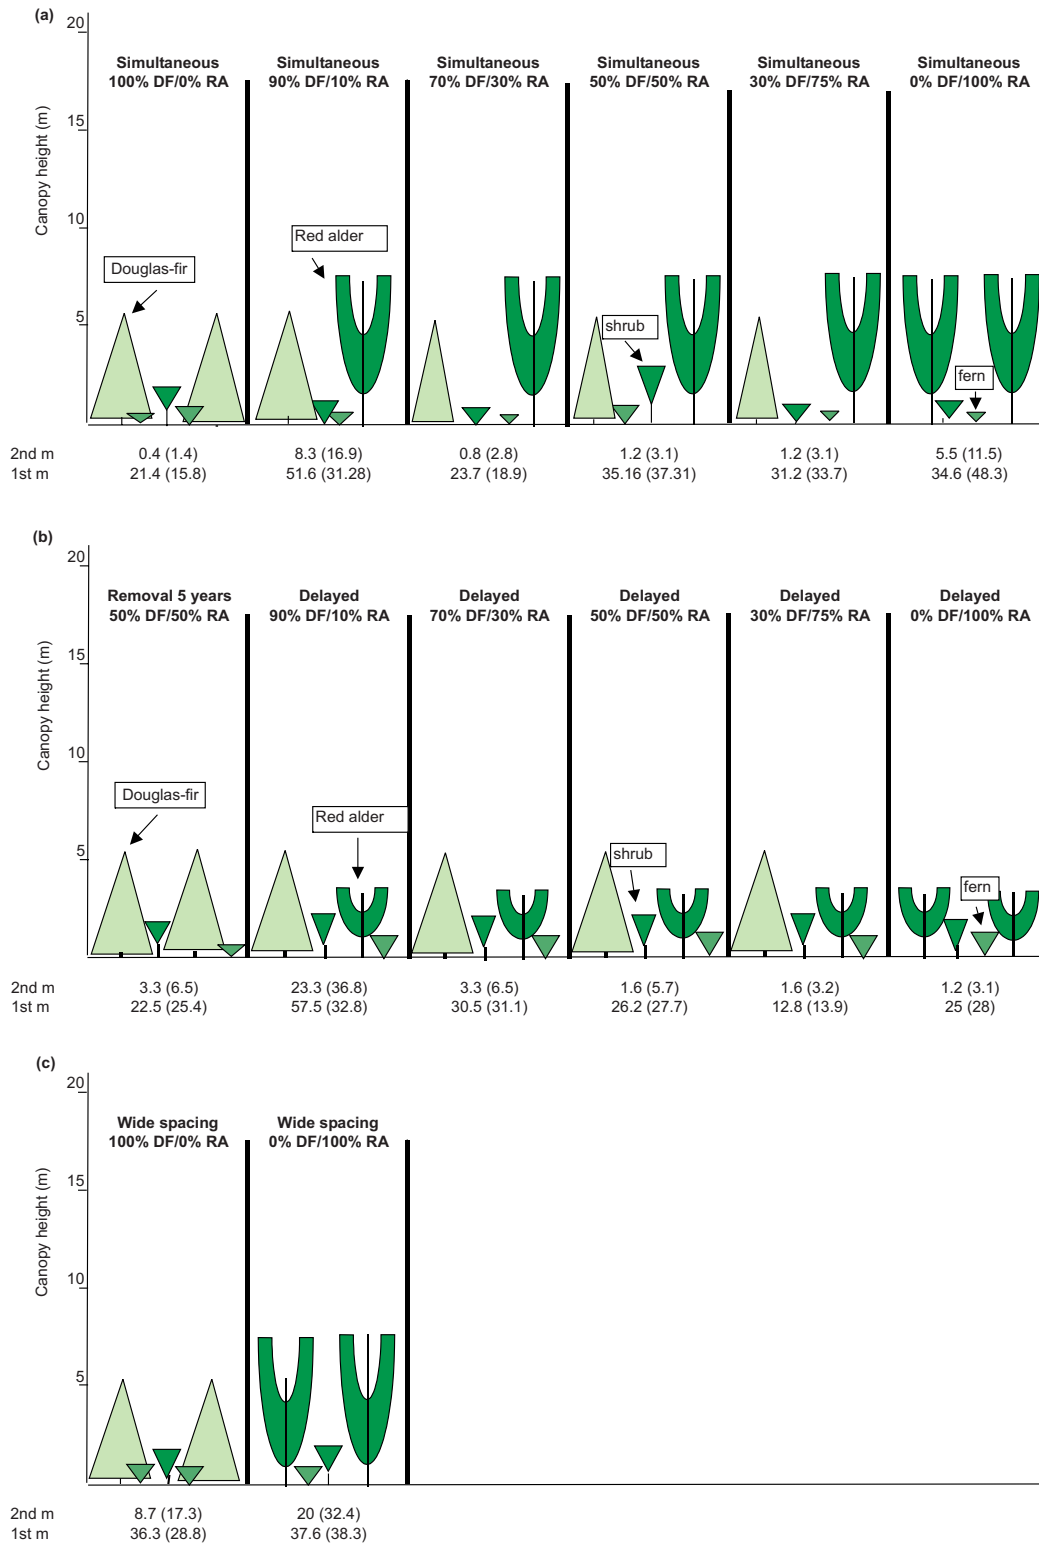 (a)
20
15
10
5
Canopy height (m)
Simultaneous Simultaneous Simultaneous Simultaneous Simultaneous Simultaneous
100% DF/0% RA 90% DF/10% RA 70% DF/30% RA 50% DF/50% RA 30% DF/75% RA 0% DF/100% RA
Red alder
Douglas-fir
shrub
fern
2nd m 0.4 (1.4) 8.3 (16.9) 0.8 (2.8) 1.2 (3.1) 1.2 (3.1) 5.5 (11.5)
1st m 21.4 (15.8) 51.6 (31.28) 23.7 (18.9) 35.16 (37.31) 31.2 (33.7) 34.6 (48.3)
(b)
20
15
10
5
Canopy height (m)
Removal 5 years Delayed Delayed Delayed Delayed Delayed
50% DF/50% RA 90% DF/10% RA 70% DF/30% RA 50% DF/50% RA 30% DF/75% RA 0% DF/100% RA
Douglas-fir
Red alder
shrub
fern
2nd m 3.3 (6.5) 23.3 (36.8) 3.3 (6.5) 1.6 (5.7) 1.6 (3.2) 1.2 (3.1)
1st m 22.5 (25.4) 57.5 (32.8) 30.5 (31.1) 26.2 (27.7) 12.8 (13.9) 25 (28)
(c)
20
15
10
5
Canopy height (m)
Wide spacing Wide spacing
100% DF/0% RA 0% DF/100% RA
2nd m 8.7 (17.3) 20 (32.4)
1st m 36.3 (28.8) 37.6 (38.3)